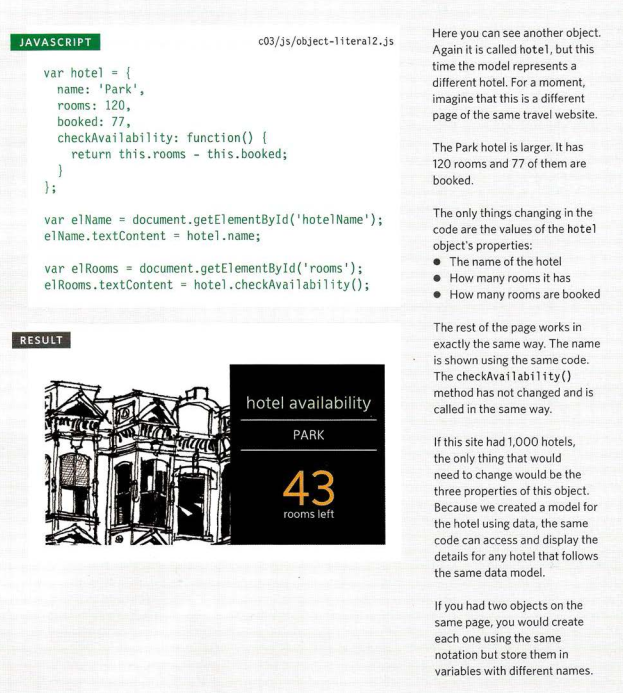 JAVASCRIPT
c03/js/object-literal2.js
var hotel = {
name: 'Park',
rooms: 120,
booked: 77,
checkAvailability: function() {
return this.rooms - this.booked;
}
};
var elName = document.getElementById('hotelName');
elName.textContent = hotel.name;
var elRooms = document.getElementById('rooms');
elRooms.textContent = hotel.checkAvailability();
RESULT
hotel availability
PARK
43
rooms left
Here you can see another object.
Again it is called hotel, but this
time the model represents a
different hotel. For a moment,
imagine that this is a different
page of the same travel website.
The Park hotel is larger. It has
120 rooms and 77 of them are
booked.
The only things changing in the
code are the values of the hotel
object's properties:
● The name of the hotel
● How many rooms it has
● How many rooms are booked
The rest of the page works in
exactly the same way. The name
is shown using the same code.
The checkAvailability()
method has not changed and is
called in the same way.
If this site had 1,000 hotels,
the only thing that would
need to change would be the
three properties of this object.
Because we created a model for
the hotel using data, the same
code can access and display the
details for any hotel that follows
the same data model.
If you had two objects on the
same page, you would create
each one using the same
notation but store them in
variables with different names.